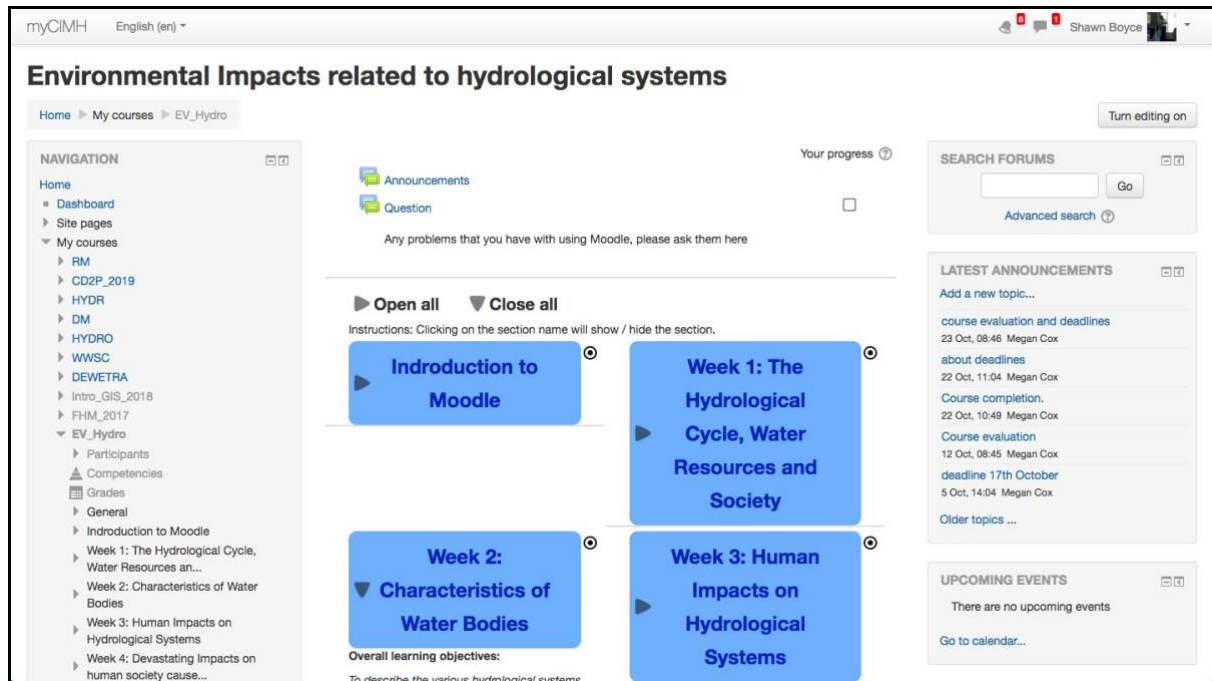 myCIMH
English (en)
8
1
Shawn Boyce
Environmental Impacts related to hydrological systems
Home
My courses
EV_Hydro
Turn editing on
NAVIGATION
Home
Dashboard
Site pages
My courses
RM
CD2P_2019
HYDR
DM
HYDRO
WWSC
DEWETRA
Intro_GIS_2018
FHM_2017
EV_Hydro
Participants
Competencies
Grades
General
Indroduction to Moodle
Week 1: The Hydrological Cycle,
Water Resources an...
Week 2: Characteristics of Water
Bodies
Week 3: Human Impacts on
Hydrological Systems
Week 4: Devastating Impacts on
human society cause...
Your progress
Announcements
Question
Any problems that you have with using Moodle, please ask them here
Open all
Close all
Instructions: Clicking on the section name will show / hide the section.
Indroduction to
Moodle
Week 1: The
Hydrological
Cycle, Water
Resources and
Society
Week 2:
Characteristics of
Water Bodies
Overall learning objectives:
To describe the various hydrological systems
Week 3: Human
Impacts on
Hydrological
Systems
SEARCH FORUMS
Go
Advanced search
LATEST ANNOUNCEMENTS
Add a new topic...
course evaluation and deadlines
23 Oct, 08:46 Megan Cox
about deadlines
22 Oct, 11:04 Megan Cox
Course completion.
22 Oct, 10:49 Megan Cox
Course evaluation
12 Oct, 08:45 Megan Cox
deadline 17th October
5 Oct, 14:04 Megan Cox
Older topics ...
UPCOMING EVENTS
There are no upcoming events
Go to calendar...